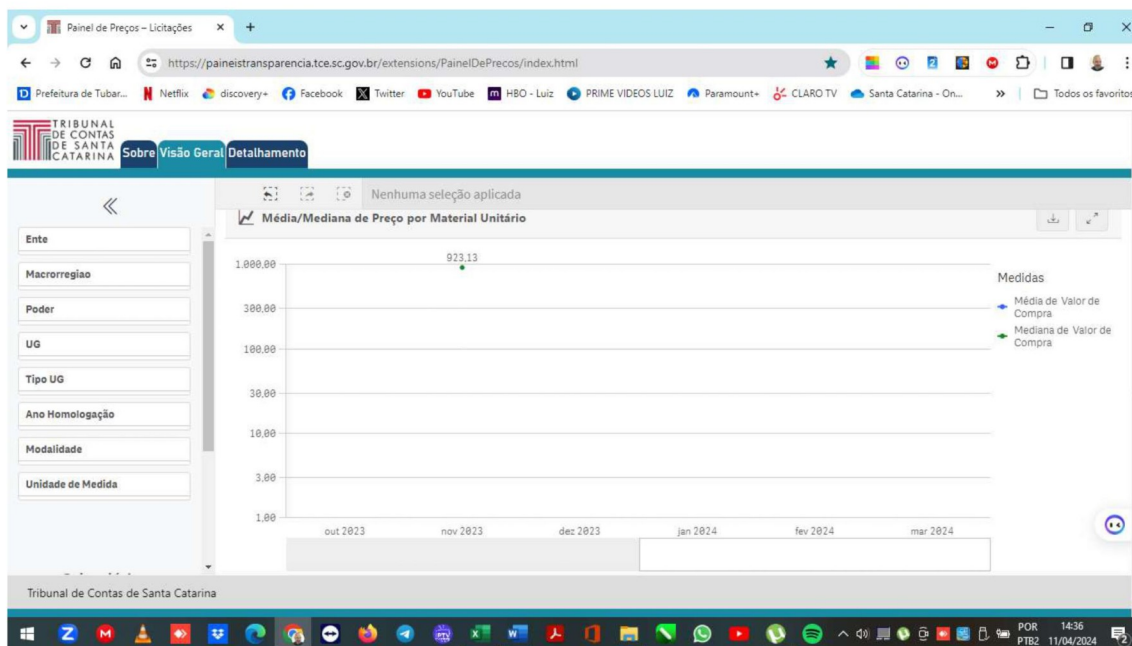 Painel de Preços – Licitações
https://paineistransparencia.tce.sc.gov.br/extensions/PainelDePrecos/index.html
Prefeitura de Tubar... Netflix discovery+ Facebook Twitter YouTube HBO - Luiz PRIME VIDEOS LUIZ Paramount+ CLARO TV Santa Catarina - On... » Todos os favoritos
TRIBUNAL
DE CONTAS
DE SANTA
CATARINA
Sobre Visão Geral Detalhamento
Nenhuma seleção aplicada
Média/Mediana de Preço por Material Unitário
Ente
Macrorregiao
Poder
UG
Tipo UG
Ano Homologação
Modalidade
Unidade de Medida
923,13
1.000,00
300,00
100,00
30,00
10,00
3,00
1,00
out 2023 nov 2023 dez 2023 jan 2024 fev 2024 mar 2024
Medidas
Média de Valor de
Compra
Mediana de Valor de
Compra
Tribunal de Contas de Santa Catarina
POR 14:36
PTB2 11/04/2024